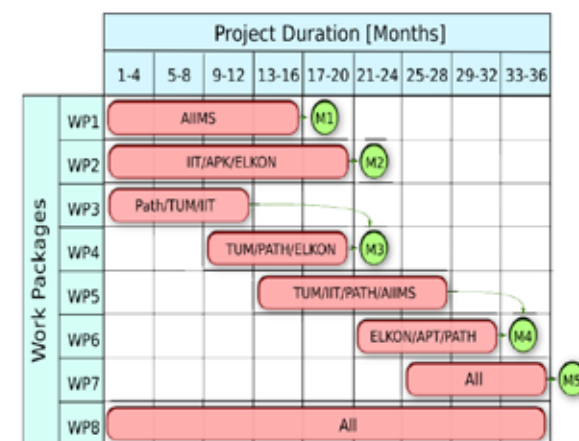 Project Duration [Months]
1-4 5-8 9-12 13-16 17-20 21-24 25-28 29-32 33-36
Work Packages
WP1 AIIMS M1
WP2 IIT/APK/ELKON M2
WP3 Path/TUM/IIT
WP4 TUM/PATH/ELKON M3
WP5 TUM/IIT/PATH/AIIMS
WP6 ELKON/APT/PATH M4
WP7 All M5
WP8 All